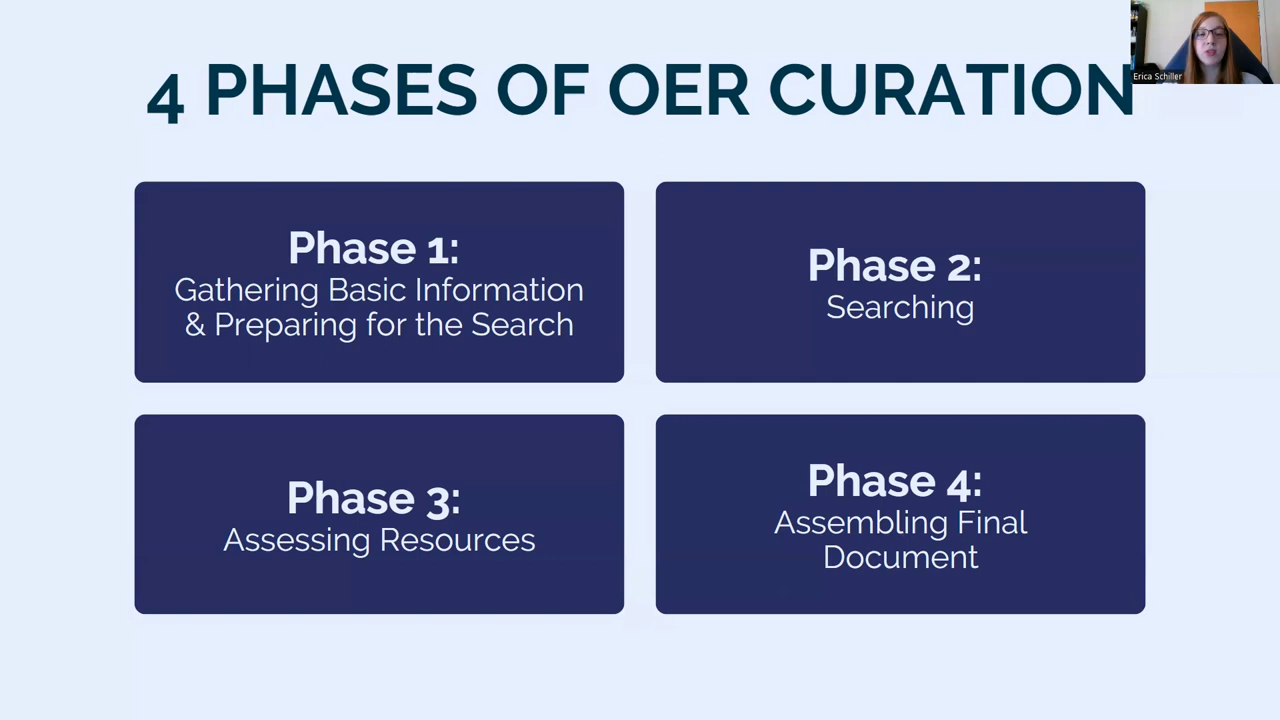 4 PHASES OF OER CURATION
Erica Schiller
Phase 1:
Gathering Basic Information
& Preparing for the Search
Phase 2:
Searching
Phase 3:
Assessing Resources
Phase 4:
Assembling Final
Document